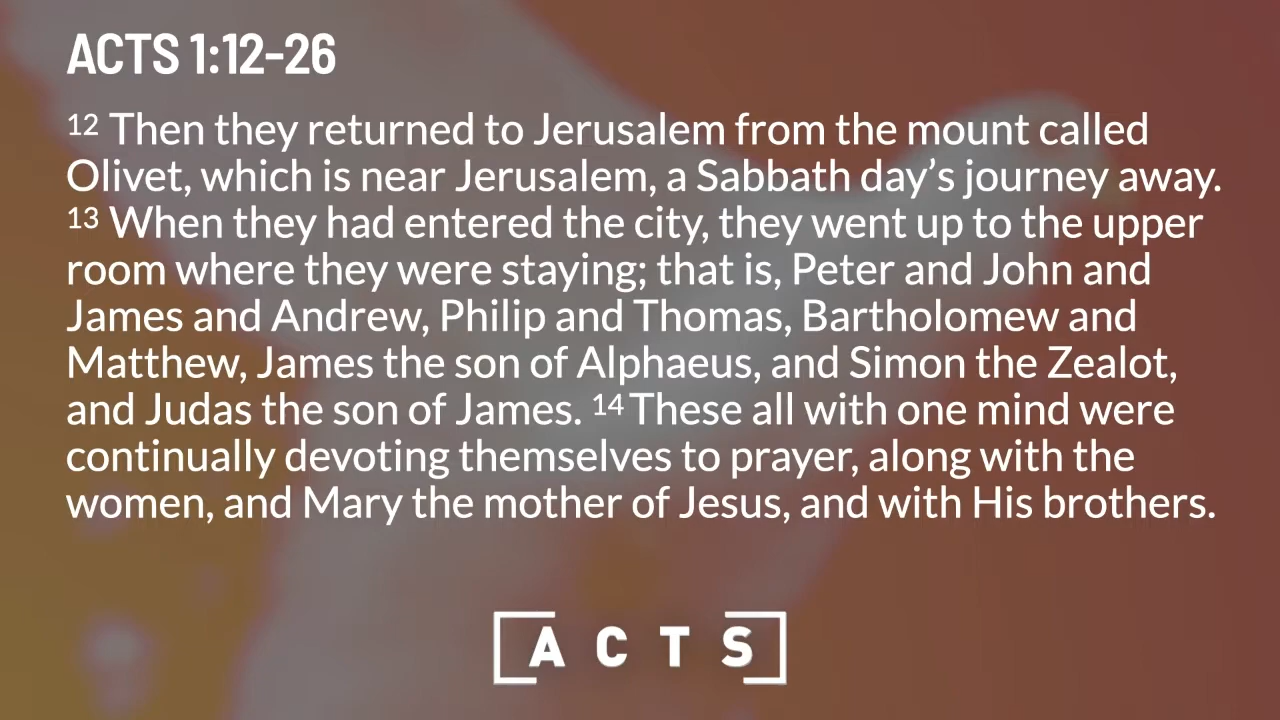 ACTS 1:12-26
12 Then they returned to Jerusalem from the mount called
Olivet, which is near Jerusalem, a Sabbath day’s journey away.
13 When they had entered the city, they went up to the upper
room where they were staying; that is, Peter and John and
James and Andrew, Philip and Thomas, Bartholomew and
Matthew, James the son of Alphaeus, and Simon the Zealot,
and Judas the son of James. 14 These all with one mind were
continually devoting themselves to prayer, along with the
women, and Mary the mother of Jesus, and with His brothers.
ACTS